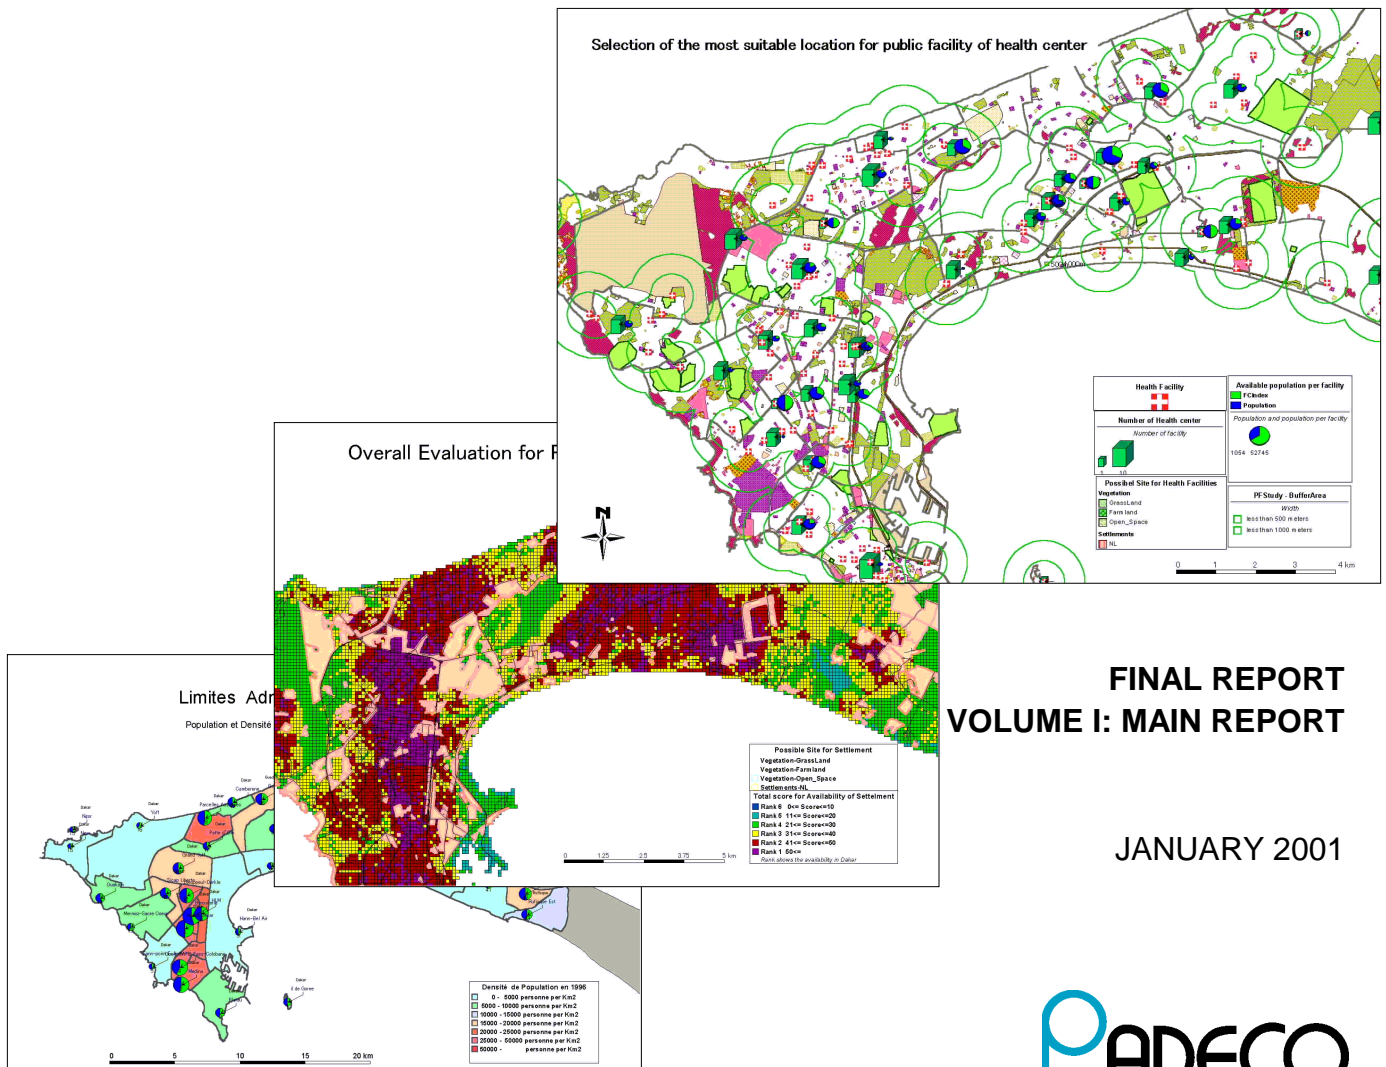 Selection of the most suitable location for public facility of health center
Health Facility
Number of Health center
Number of facility
1 10
Possibel Site for Health Facilities
Vegetation
GrassLand
Farm land
Open_Space
Settlements
NL
Available population per facility
FCIndex
Population
Population and population per facility
1054 52745
PFStudy - BufferArea
Width
less than 500 meters
less than 1000 meters
N
0 1 2 3 4 km
Overall Evaluation for
Possible Site for Settlement
Vegetation-GrassLand
Vegetation-Farmland
Vegetation-Open_Space
Settlements-NL
Total score for Availability of Settelment
Rank 6 0<= Score<=10
Rank 5 11<= Score<=20
Rank 4 21<= Score<=30
Rank 3 31<= Score<=40
Rank 2 41<= Score<=50
Rank 1 50<=
Rank shows the availability in Dakar
0 1.25 2.5 3.75 5 km
FINAL REPORT
VOLUME I: MAIN REPORT
JANUARY 2001
Limites Adr
Population et Densité
Densité de Population en 1996
0 - 5000 personne per Km2
5000 - 10000 personne per Km2
10000 - 15000 personne per Km2
15000 - 20000 personne per Km2
20000 - 25000 personne per Km2
25000 - 50000 personne per Km2
50000 - personne per Km2
0 5 10 15 20 km
PADECO